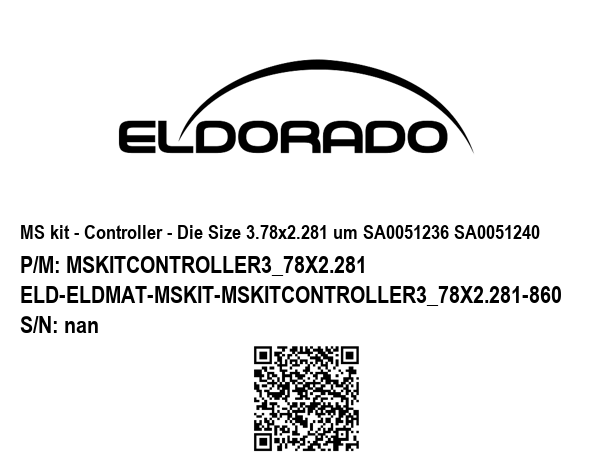 ELDORADO
MS kit - Controller - Die Size 3.78x2.281 um SA0051236 SA0051240
P/M: MSKITCONTROLLER3_78X2.281
ELD-ELDMAT-MSKIT-MSKITCONTROLLER3_78X2.281-860
S/N: nan